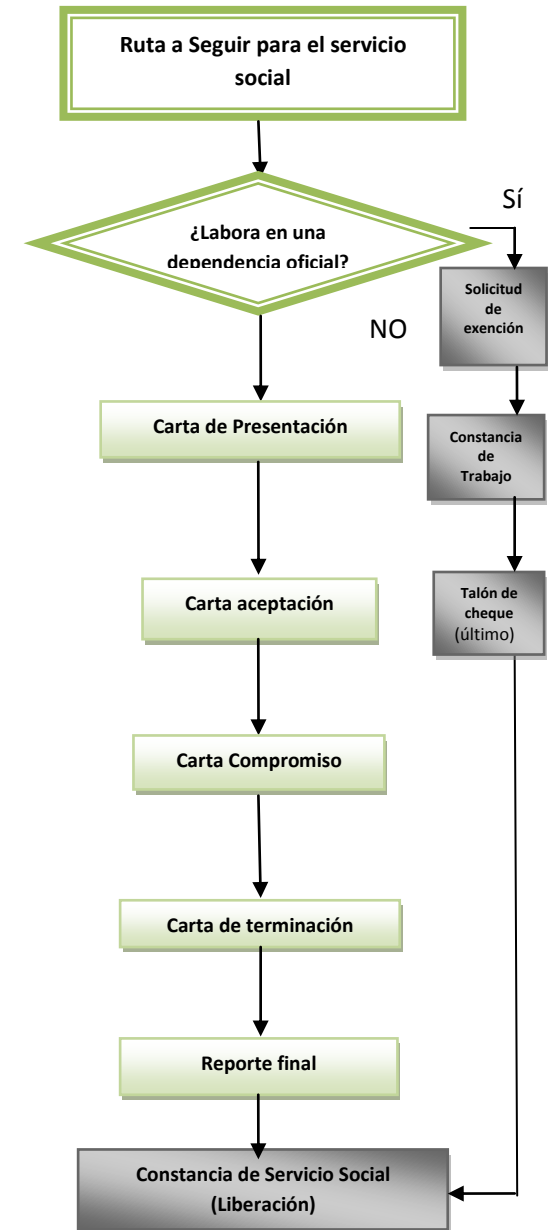 Ruta a Seguir para el servicio
social
¿Labora en una
dependencia oficial?
Sí
Solicitud
de
exención
NO
Carta de Presentación
Constancia
de
Trabajo
Carta aceptación
Talón de
cheque
(último)
Carta Compromiso
Carta de terminación
Reporte final
Constancia de Servicio Social
(Liberación)